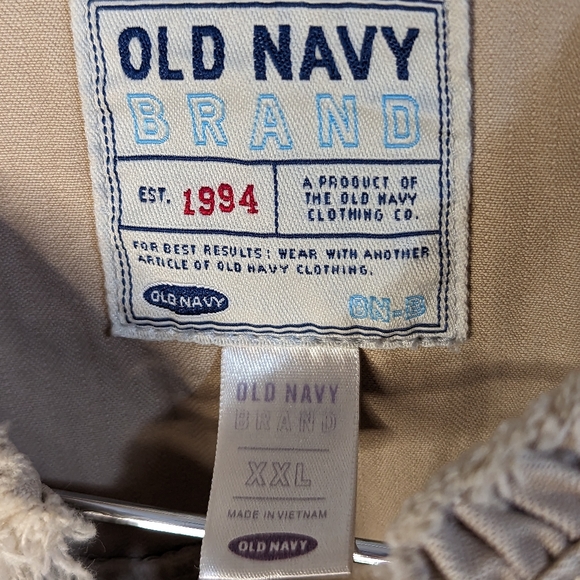 OLD NAVY
BRAND
EST. 1994
A PRODUCT OF
THE OLD NAVY
CLOTHING CO.
FOR BEST RESULTS: WEAR WITH ANOTHER
ARTICLE OF OLD NAVY CLOTHING.
OLD NAVY
ON-B
OLD NAVY
BRAND
XXL
MADE IN VIETNAM
OLD NAVY